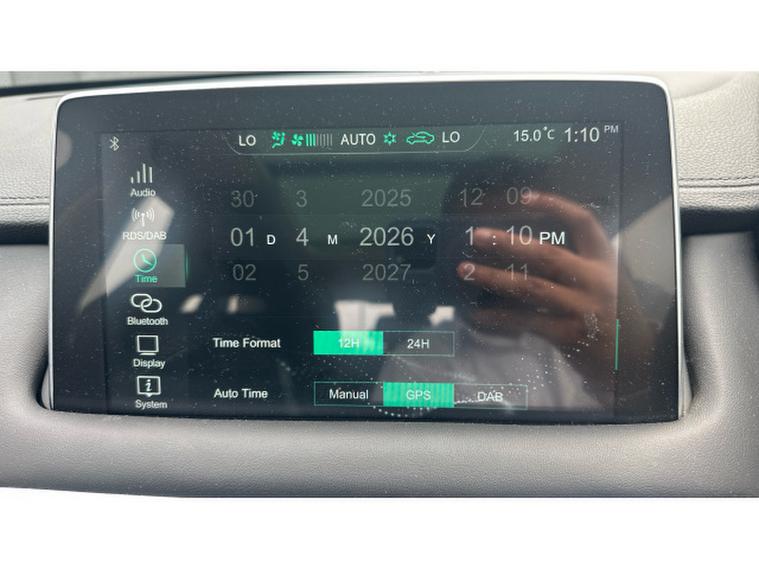 LO AUTO LO 15.0°C 1:10 PM
Audio
30 3 2025 12 09
RDS/DAB
01 D 4 M 2026 Y 1 : 10 PM
Time
02 5 2027 2 11
Bluetooth
Time Format 12H 24H
Display
Auto Time Manual GPS DAB
System